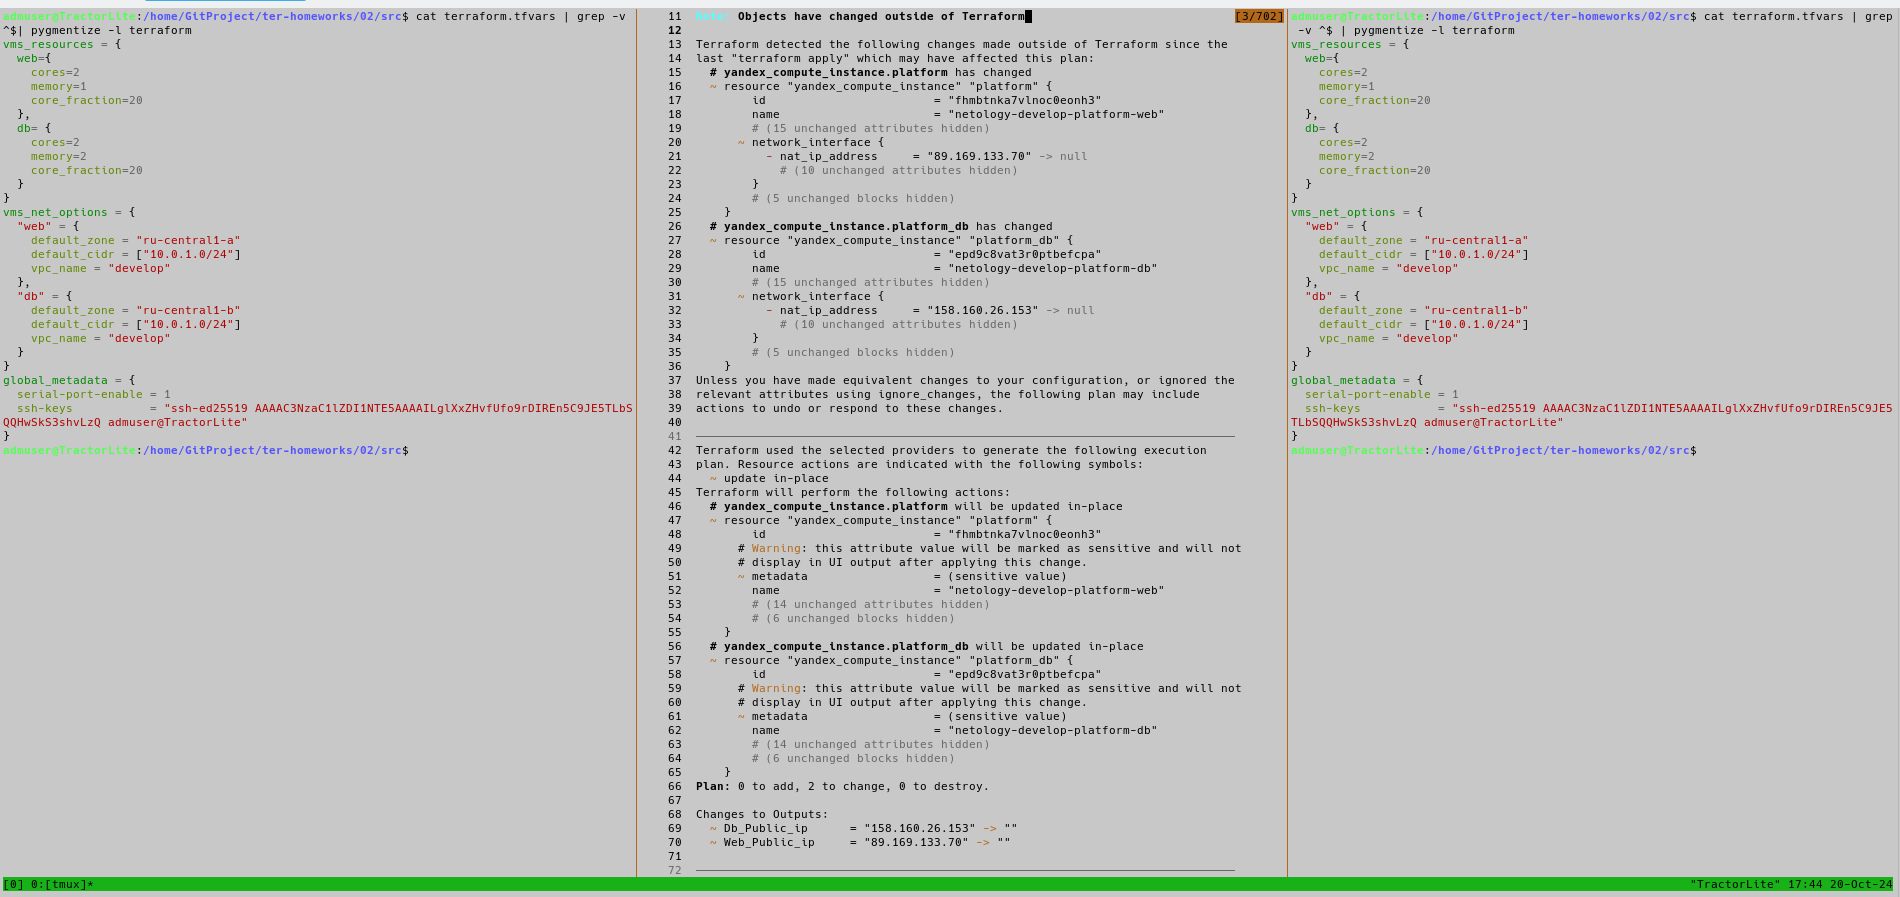 admuser@TractorLite:/home/GitProject/ter-homeworks/02/src$ cat terraform.tfvars | grep -v
^$| pygmentize -l terraform
vms_resources = {
  web={
    cores=2
    memory=1
    core_fraction=20
  },
  db= {
    cores=2
    memory=2
    core_fraction=20
  }
}
vms_net_options = {
  "web" = {
    default_zone = "ru-central1-a"
    default_cidr = ["10.0.1.0/24"]
    vpc_name = "develop"
  },
  "db" = {
    default_zone = "ru-central1-b"
    default_cidr = ["10.0.1.0/24"]
    vpc_name = "develop"
  }
}
global_metadata = {
  serial-port-enable = 1
  ssh-keys           = "ssh-ed25519 AAAAC3NzaC1lZDI1NTE5AAAAILglXxZHvfUfo9rDIREn5C9JE5TLbS
QQHwSkS3shvLzQ admuser@TractorLite"
}
admuser@TractorLite:/home/GitProject/ter-homeworks/02/src$
11  Note: Objects have changed outside of Terraform [3/702]
12
13  Terraform detected the following changes made outside of Terraform since the
14  last "terraform apply" which may have affected this plan:
15    # yandex_compute_instance.platform has changed
16    ~ resource "yandex_compute_instance" "platform" {
17          id                        = "fhmbtnka7vlnoc0eonh3"
18          name                      = "netology-develop-platform-web"
19          # (15 unchanged attributes hidden)
20        ~ network_interface {
21            - nat_ip_address     = "89.169.133.70" -> null
22              # (10 unchanged attributes hidden)
23          }
24          # (5 unchanged blocks hidden)
25      }
26    # yandex_compute_instance.platform_db has changed
27    ~ resource "yandex_compute_instance" "platform_db" {
28          id                        = "epd9c8vat3r0ptbefcpa"
29          name                      = "netology-develop-platform-db"
30          # (15 unchanged attributes hidden)
31        ~ network_interface {
32            - nat_ip_address     = "158.160.26.153" -> null
33              # (10 unchanged attributes hidden)
34          }
35          # (5 unchanged blocks hidden)
36      }
37  Unless you have made equivalent changes to your configuration, or ignored the
38  relevant attributes using ignore_changes, the following plan may include
39  actions to undo or respond to these changes.
40
41
42  Terraform used the selected providers to generate the following execution
43  plan. Resource actions are indicated with the following symbols:
44    ~ update in-place
45  Terraform will perform the following actions:
46    # yandex_compute_instance.platform will be updated in-place
47    ~ resource "yandex_compute_instance" "platform" {
48          id                        = "fhmbtnka7vlnoc0eonh3"
49        # Warning: this attribute value will be marked as sensitive and will not
50        # display in UI output after applying this change.
51        ~ metadata                  = (sensitive value)
52          name                      = "netology-develop-platform-web"
53          # (14 unchanged attributes hidden)
54          # (6 unchanged blocks hidden)
55      }
56    # yandex_compute_instance.platform_db will be updated in-place
57    ~ resource "yandex_compute_instance" "platform_db" {
58          id                        = "epd9c8vat3r0ptbefcpa"
59        # Warning: this attribute value will be marked as sensitive and will not
60        # display in UI output after applying this change.
61        ~ metadata                  = (sensitive value)
62          name                      = "netology-develop-platform-db"
63          # (14 unchanged attributes hidden)
64          # (6 unchanged blocks hidden)
65      }
66  Plan: 0 to add, 2 to change, 0 to destroy.
67
68  Changes to Outputs:
69    ~ Db_Public_ip      = "158.160.26.153" -> ""
70    ~ Web_Public_ip     = "89.169.133.70" -> ""
71
72
admuser@TractorLite:/home/GitProject/ter-homeworks/02/src$ cat terraform.tfvars | grep
 -v ^$ | pygmentize -l terraform
vms_resources = {
  web={
    cores=2
    memory=1
    core_fraction=20
  },
  db= {
    cores=2
    memory=2
    core_fraction=20
  }
}
vms_net_options = {
  "web" = {
    default_zone = "ru-central1-a"
    default_cidr = ["10.0.1.0/24"]
    vpc_name = "develop"
  },
  "db" = {
    default_zone = "ru-central1-b"
    default_cidr = ["10.0.1.0/24"]
    vpc_name = "develop"
  }
}
global_metadata = {
  serial-port-enable = 1
  ssh-keys           = "ssh-ed25519 AAAAC3NzaC1lZDI1NTE5AAAAILglXxZHvfUfo9rDIREn5C9JE5
TLbSQQHwSkS3shvLzQ admuser@TractorLite"
}
admuser@TractorLite:/home/GitProject/ter-homeworks/02/src$
[0] 0:[tmux]* "TractorLite" 17:44 20-Oct-24